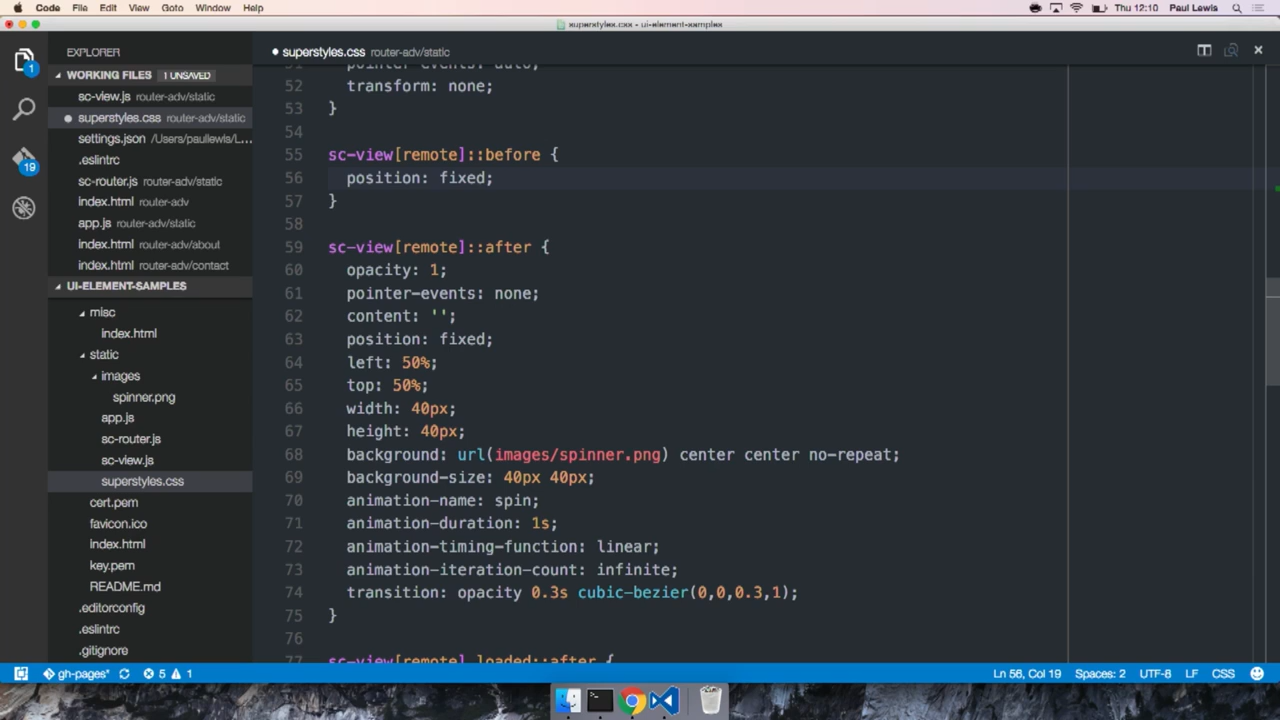 Code File Edit View Goto Window Help
Thu 12:10 Paul Lewis
superstyles.css - ui-element-samples
EXPLORER
superstyles.css router-adv/static
WORKING FILES 1 UNSAVED
sc-view.js router-adv/static
superstyles.css router-adv/static
settings.json /Users/paullewis/L...
.eslintrc
sc-router.js router-adv/static
index.html router-adv
app.js router-adv/static
index.html router-adv/about
index.html router-adv/contact
UI-ELEMENT-SAMPLES
misc
index.html
static
images
spinner.png
app.js
sc-router.js
sc-view.js
superstyles.css
cert.pem
favicon.ico
index.html
key.pem
README.md
.editorconfig
.eslintrc
.gitignore
1
19
51 pointer-events: auto;
52 transform: none;
53 }
54
55 sc-view[remote]::before {
56 position: fixed;
57 }
58
59 sc-view[remote]::after {
60 opacity: 1;
61 pointer-events: none;
62 content: '';
63 position: fixed;
64 left: 50%;
65 top: 50%;
66 width: 40px;
67 height: 40px;
68 background: url(images/spinner.png) center center no-repeat;
69 background-size: 40px 40px;
70 animation-name: spin;
71 animation-duration: 1s;
72 animation-timing-function: linear;
73 animation-iteration-count: infinite;
74 transition: opacity 0.3s cubic-bezier(0,0,0.3,1);
75 }
76
77 sc-view[remote].loaded::after {
gh-pages* 5 1
Ln 56, Col 19 Spaces: 2 UTF-8 LF CSS